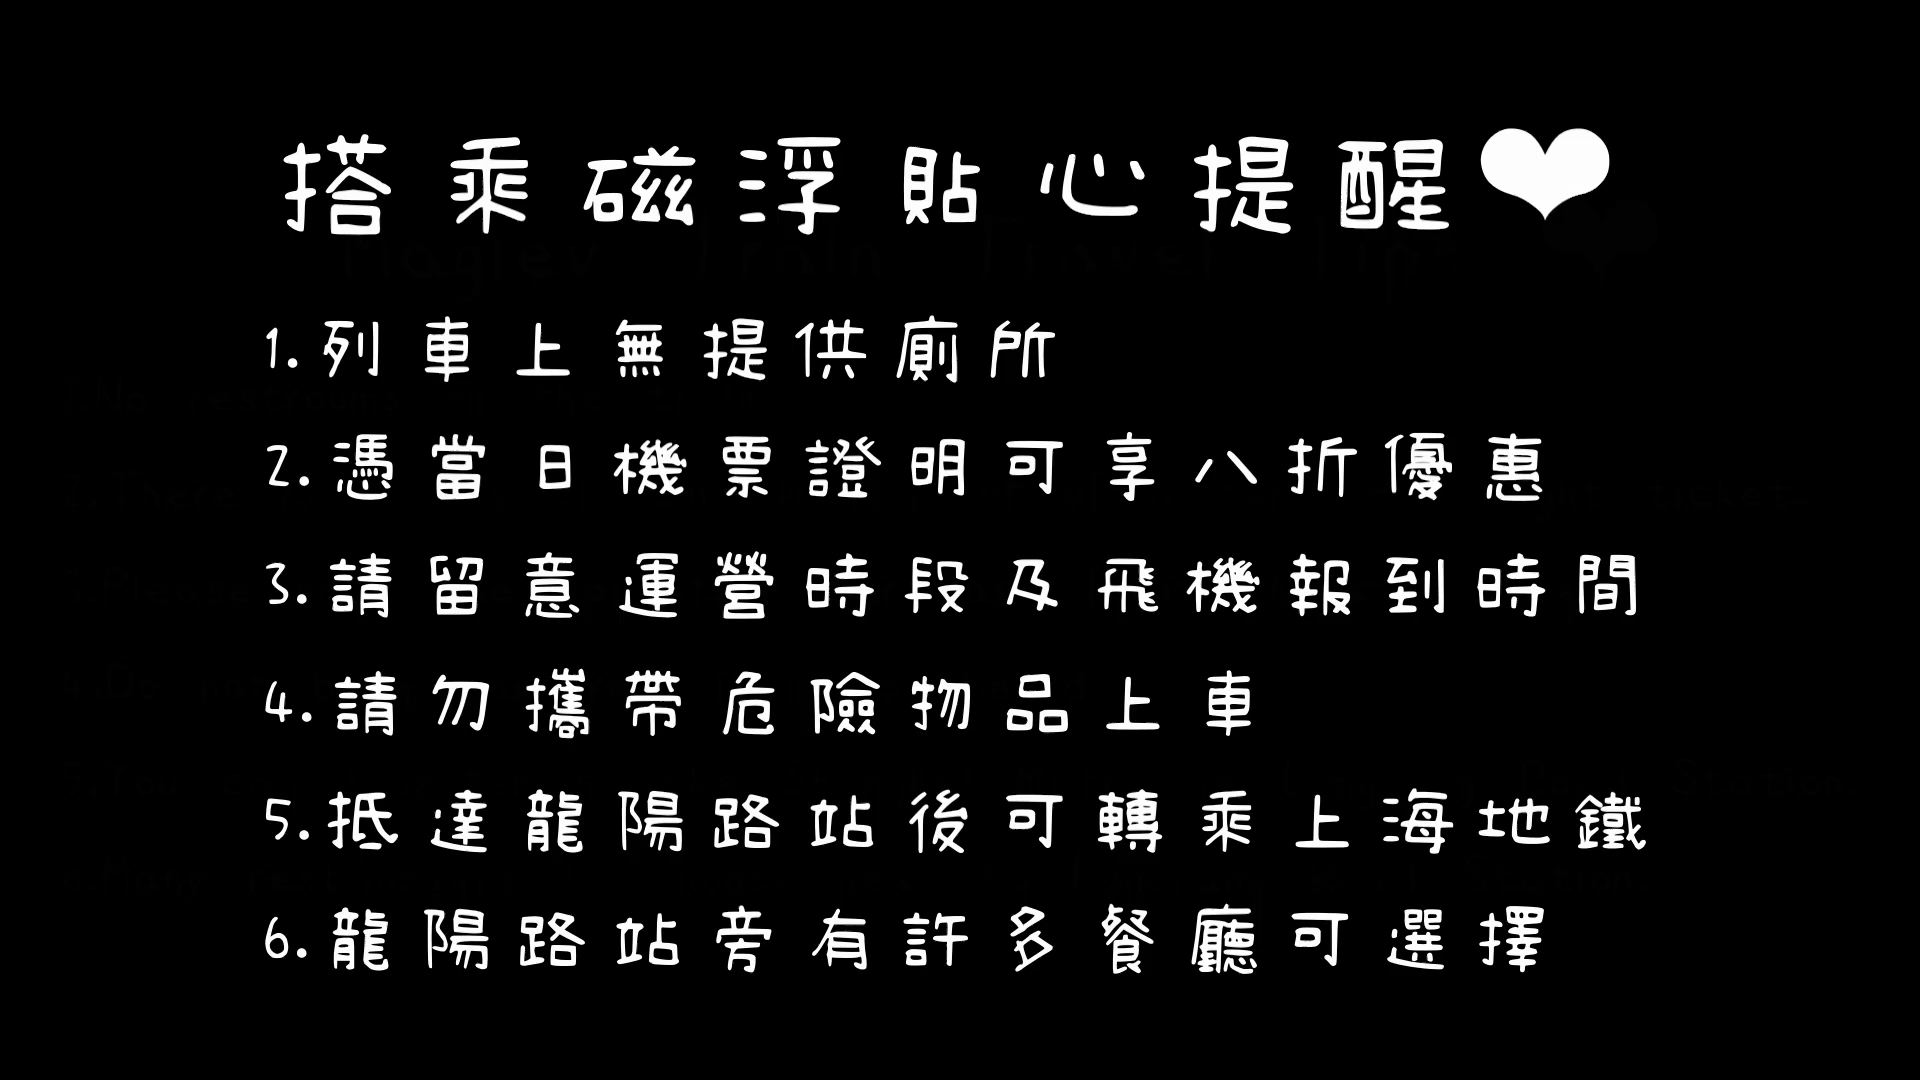 搭乘磁浮貼心提醒❤
1.列車上無提供廁所
2.憑當日機票證明可享八折優惠
3.請留意運營時段及飛機報到時間
4.請勿攜帶危險物品上車
5.抵達龍陽路站後可轉乘上海地鐵
6.龍陽路站旁有許多餐廳可選擇